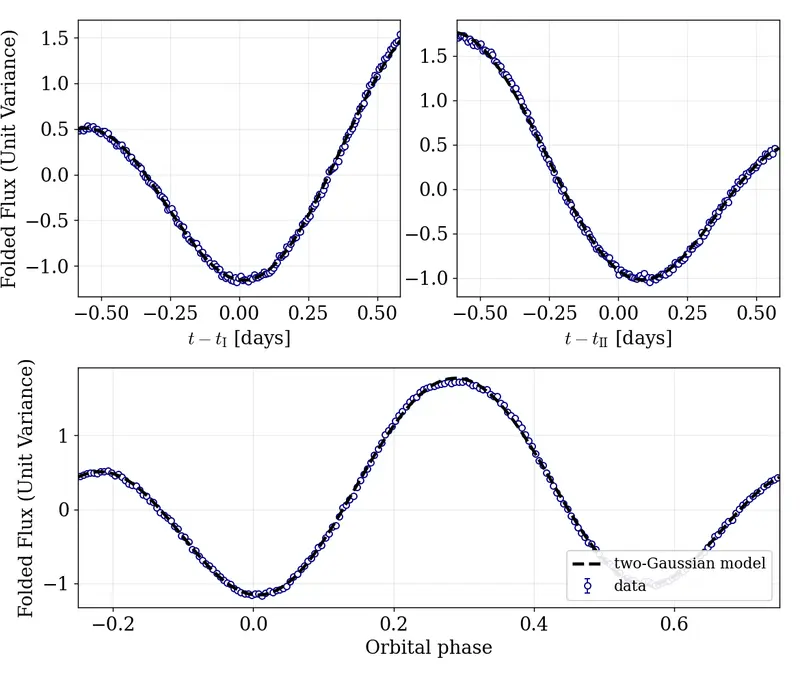 Folded Flux (Unit Variance)
1.5
1.0
0.5
0.0
−0.5
−1.0
−0.50 −0.25 0.00 0.25 0.50
t − t_I [days]
1.5
1.0
0.5
0.0
−0.5
−1.0
−0.50 −0.25 0.00 0.25 0.50
t − t_II [days]
Folded Flux (Unit Variance)
1
0
−1
−0.2 0.0 0.2 0.4 0.6
Orbital phase
two-Gaussian model
data